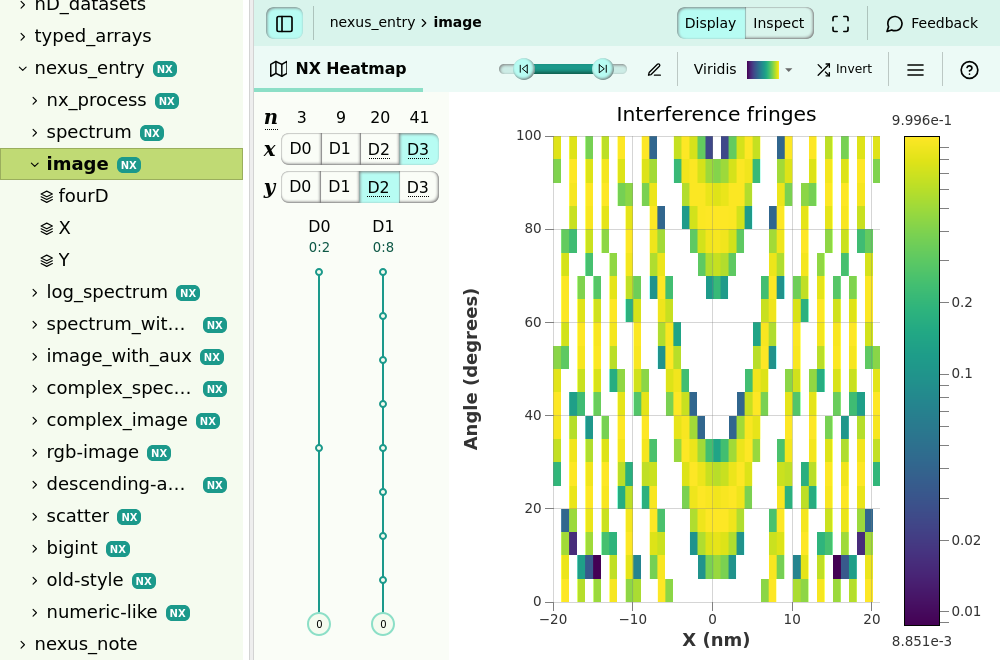 nD_datasets
typed_arrays
nexus_entry NX
nx_process NX
spectrum NX
image NX
fourD
X
Y
log_spectrum NX
spectrum_wit... NX
image_with_aux NX
complex_spec... NX
complex_image NX
rgb-image NX
descending-a... NX
scatter NX
bigint NX
old-style NX
numeric-like NX
nexus_note
nexus_entry › image
Display Inspect
Feedback
NX Heatmap
Viridis
Invert
n 3 9 20 41
x D0 D1 D2 D3
y D0 D1 D2 D3
D0 D1
0:2 0:8
0 0
Interference fringes
Angle (degrees)
100
80
60
40
20
0
−20 −10 0 10 20
X (nm)
9.996e-1
0.2
0.1
0.02
0.01
8.851e-3